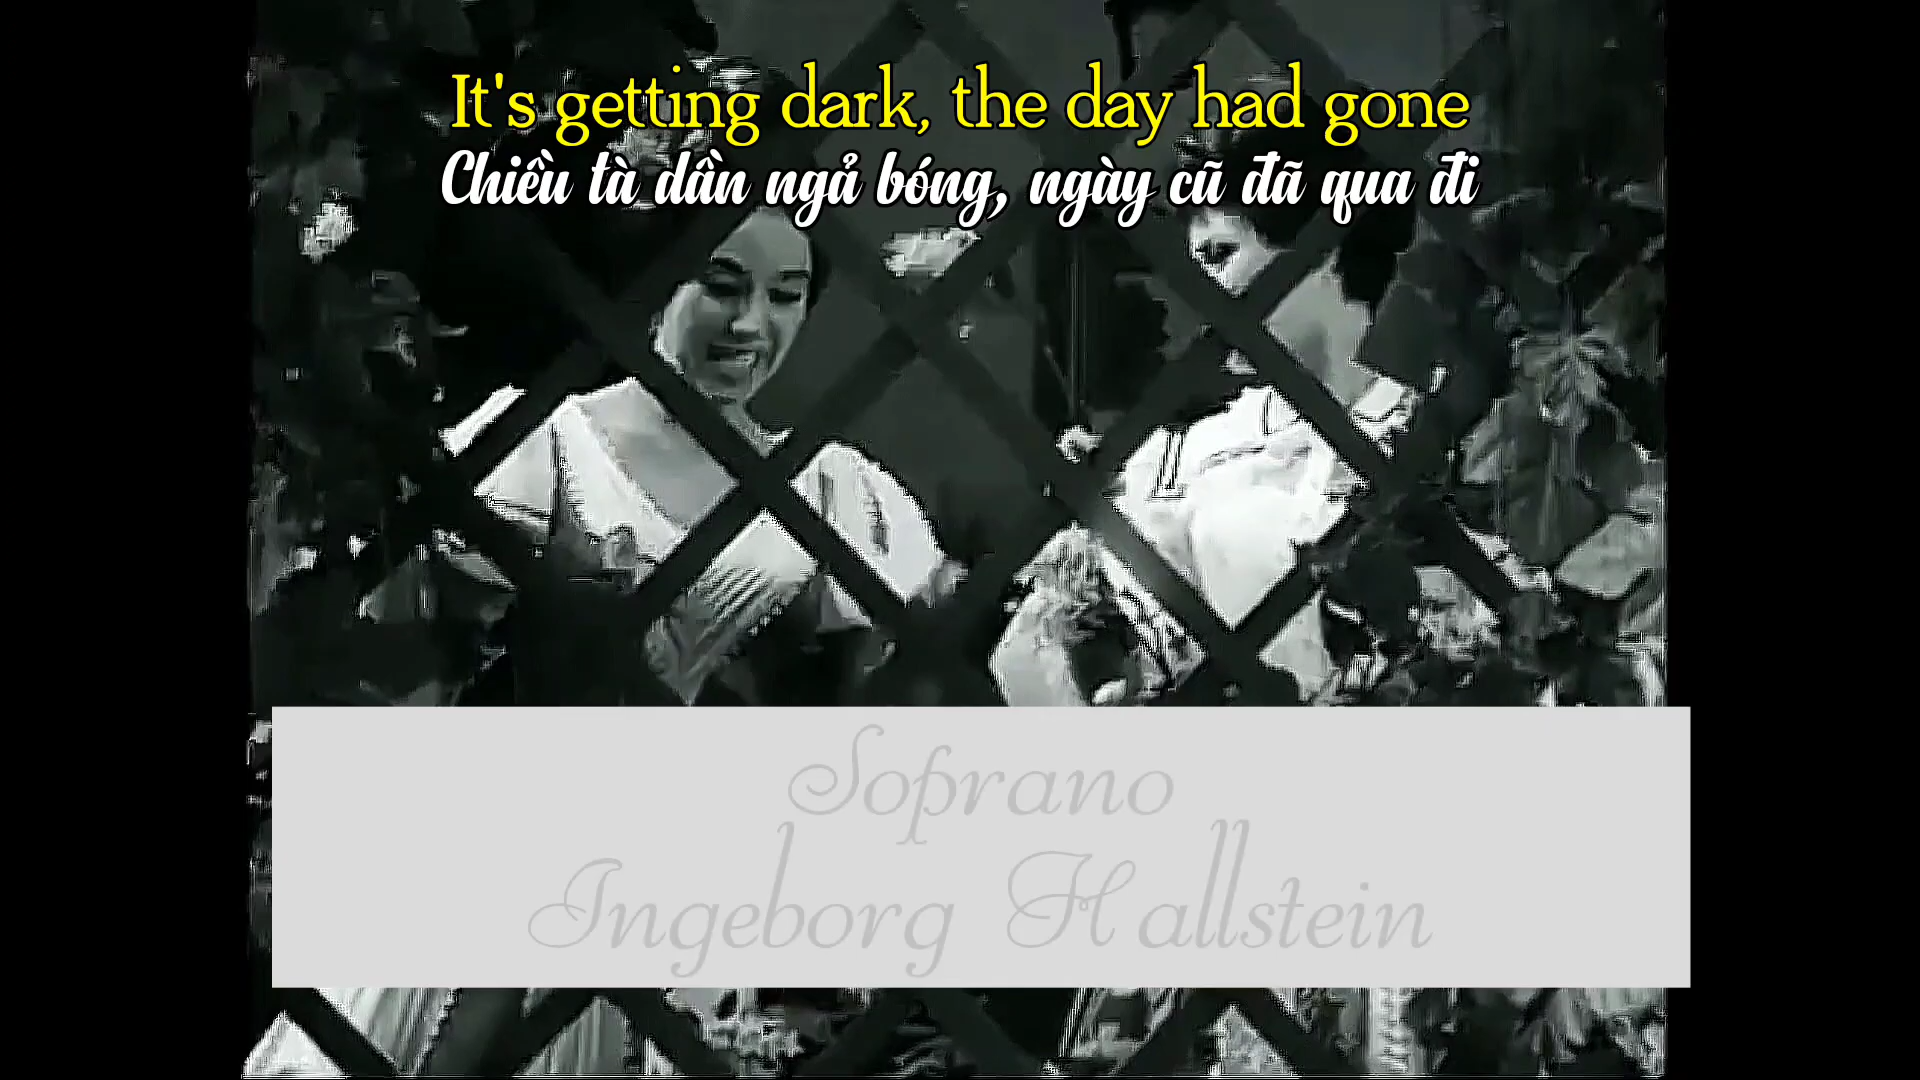 It's getting dark, the day had gone
Chiều tà dần ngả bóng, ngày cũ đã qua đi
Soprano
Ingeborg Hallstein